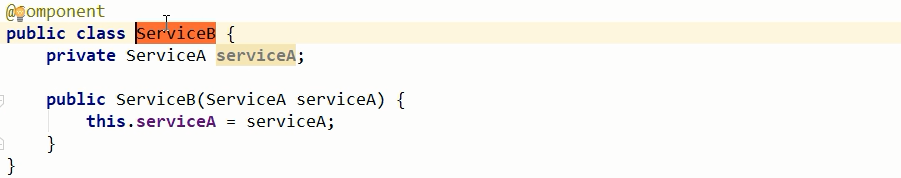 @Component
public class ServiceB {
    private ServiceA serviceA;

    public ServiceB(ServiceA serviceA) {
        this.serviceA = serviceA;
    }
}